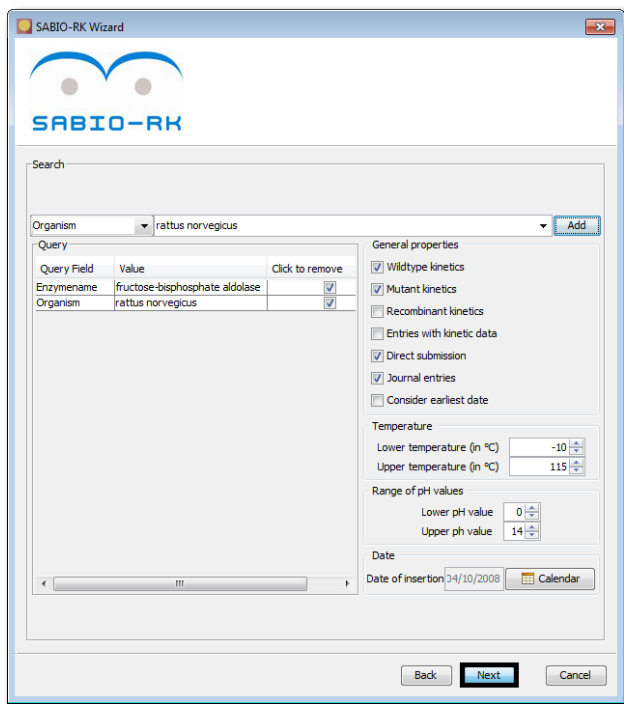 SABIO-RK Wizard
SABIO-RK
Search
Organism rattus norvegicus Add
Query
Query Field Value Click to remove
Enzymename fructose-bisphosphate aldolase
Organism rattus norvegicus
General properties
Wildtype kinetics
Mutant kinetics
Recombinant kinetics
Entries with kinetic data
Direct submission
Journal entries
Consider earliest date
Temperature
Lower temperature (in ºC) -10
Upper temperature (in ºC) 115
Range of pH values
Lower pH value 0
Upper ph value 14
Date
Date of insertion 04/10/2008 Calendar
Back Next Cancel